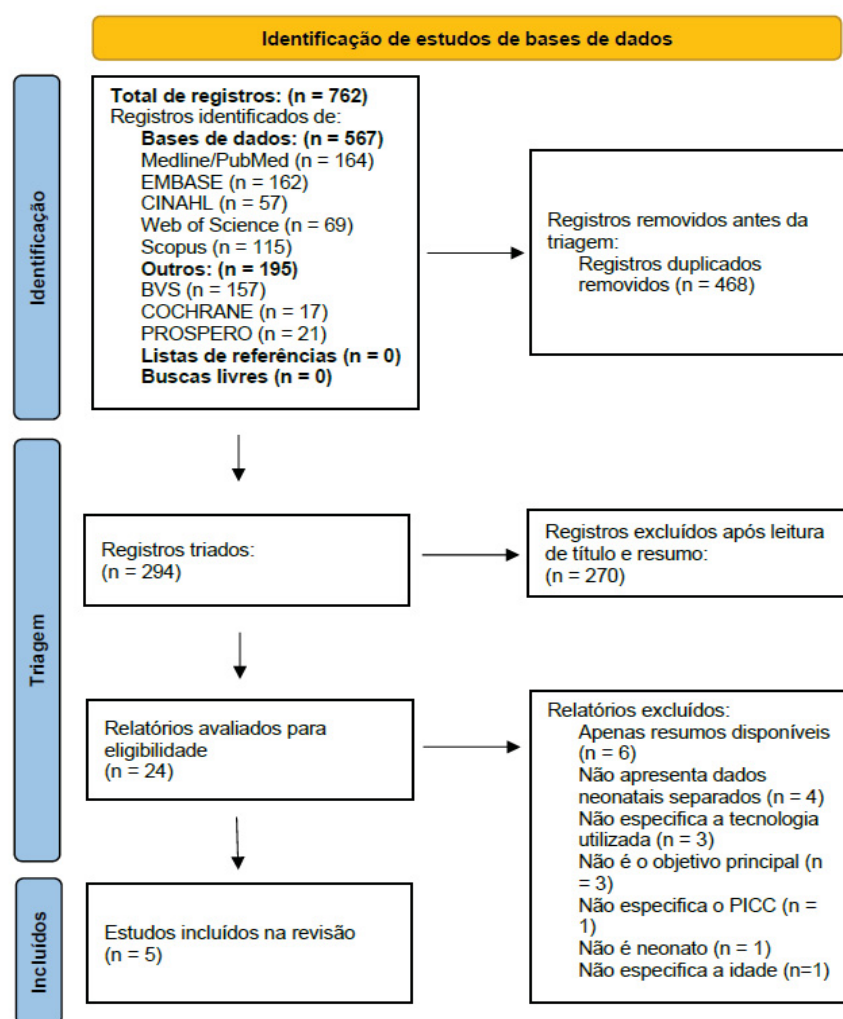 Identificação de estudos de bases de dados
Identificação
Total de registros: (n = 762)
Registros identificados de:
Bases de dados: (n = 567)
Medline/PubMed (n = 164)
EMBASE (n = 162)
CINAHL (n = 57)
Web of Science (n = 69)
Scopus (n = 115)
Outros: (n = 195)
BVS (n = 157)
COCHRANE (n = 17)
PROSPERO (n = 21)
Listas de referências (n = 0)
Buscas livres (n = 0)
Registros removidos antes da
triagem:
Registros duplicados
removidos (n = 468)
Triagem
Registros triados:
(n = 294)
Registros excluídos após leitura
de título e resumo:
(n = 270)
Relatórios avaliados para
eligibilidade
(n = 24)
Relatórios excluídos:
Apenas resumos disponíveis
(n = 6)
Não apresenta dados
neonatais separados (n = 4)
Não especifica a tecnologia
utilizada (n = 3)
Não é o objetivo principal (n
= 3)
Não especifica o PICC (n =
1)
Não é neonato (n = 1)
Não especifica a idade (n=1)
Incluídos
Estudos incluídos na revisão
(n = 5)